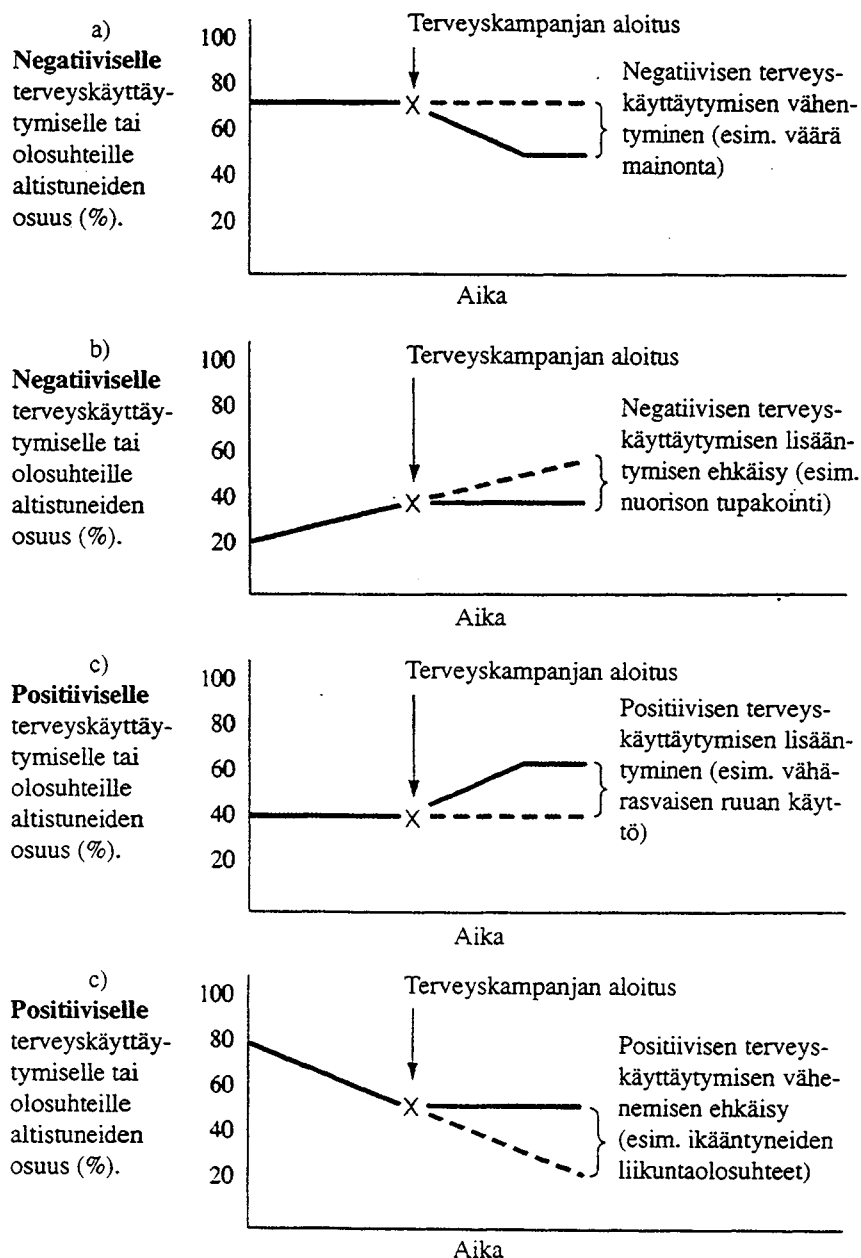 a)
Negatiiviselle
terveyskäyttäy-
tymiselle tai
olosuhteille
altistuneiden
osuus (%).
100
80
60
40
20
Terveyskampanjan aloitus
X
Negatiivisen terveys-
käyttäytymisen vähen-
tyminen (esim. väärä
mainonta)
Aika
b)
Negatiiviselle
terveyskäyttäy-
tymiselle tai
olosuhteille
altistuneiden
osuus (%).
100
80
60
40
20
Terveyskampanjan aloitus
X
Negatiivisen terveys-
käyttäytymisen lisään-
tymisen ehkäisy (esim.
nuorison tupakointi)
Aika
c)
Positiiviselle
terveyskäyttäy-
tymiselle tai
olosuhteille
altistuneiden
osuus (%).
100
80
60
40
20
Terveyskampanjan aloitus
X
Positiivisen terveys-
käyttäytymisen lisään-
tyminen (esim. vähä-
rasvaisen ruuan käyt-
tö)
Aika
c)
Positiiviselle
terveyskäyttäy-
tymiselle tai
olosuhteille
altistuneiden
osuus (%).
100
80
60
40
20
Terveyskampanjan aloitus
X
Positiivisen terveys-
käyttäytymisen vähe-
nemisen ehkäisy
(esim. ikääntyneiden
liikuntaolosuhteet)
Aika